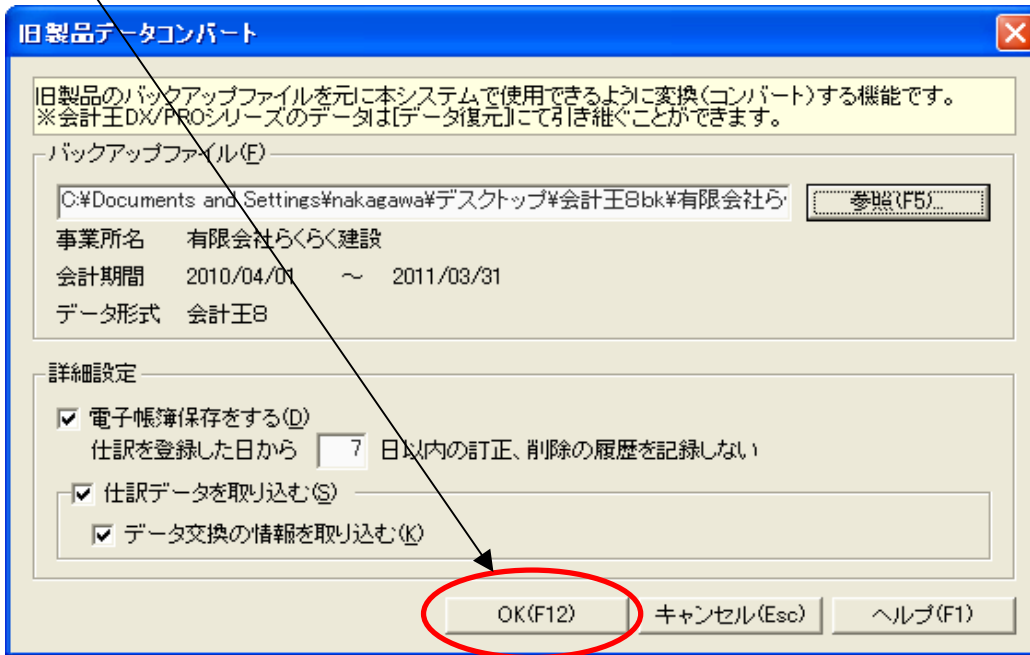 旧製品データコンバート
旧製品のバックアップファイルを元に本システムで使用できるように変換(コンバート)する機能です。
※会計王DX/PROシリーズのデータは[データ復元]にて引き継ぐことができます。
バックアップファイル(F)
C:¥Documents and Settings¥nakagawa¥デスクトップ¥会計王8bk¥有限会社ら 参照(F5)...
事業所名 有限会社らくらく建設
会計期間 2010/04/01 ～ 2011/03/31
データ形式 会計王8
詳細設定
電子帳簿保存をする(D)
仕訳を登録した日から 7 日以内の訂正、削除の履歴を記録しない
仕訳データを取り込む(S)
データ交換の情報を取り込む(K)
OK(F12) キャンセル(Esc) ヘルプ(F1)